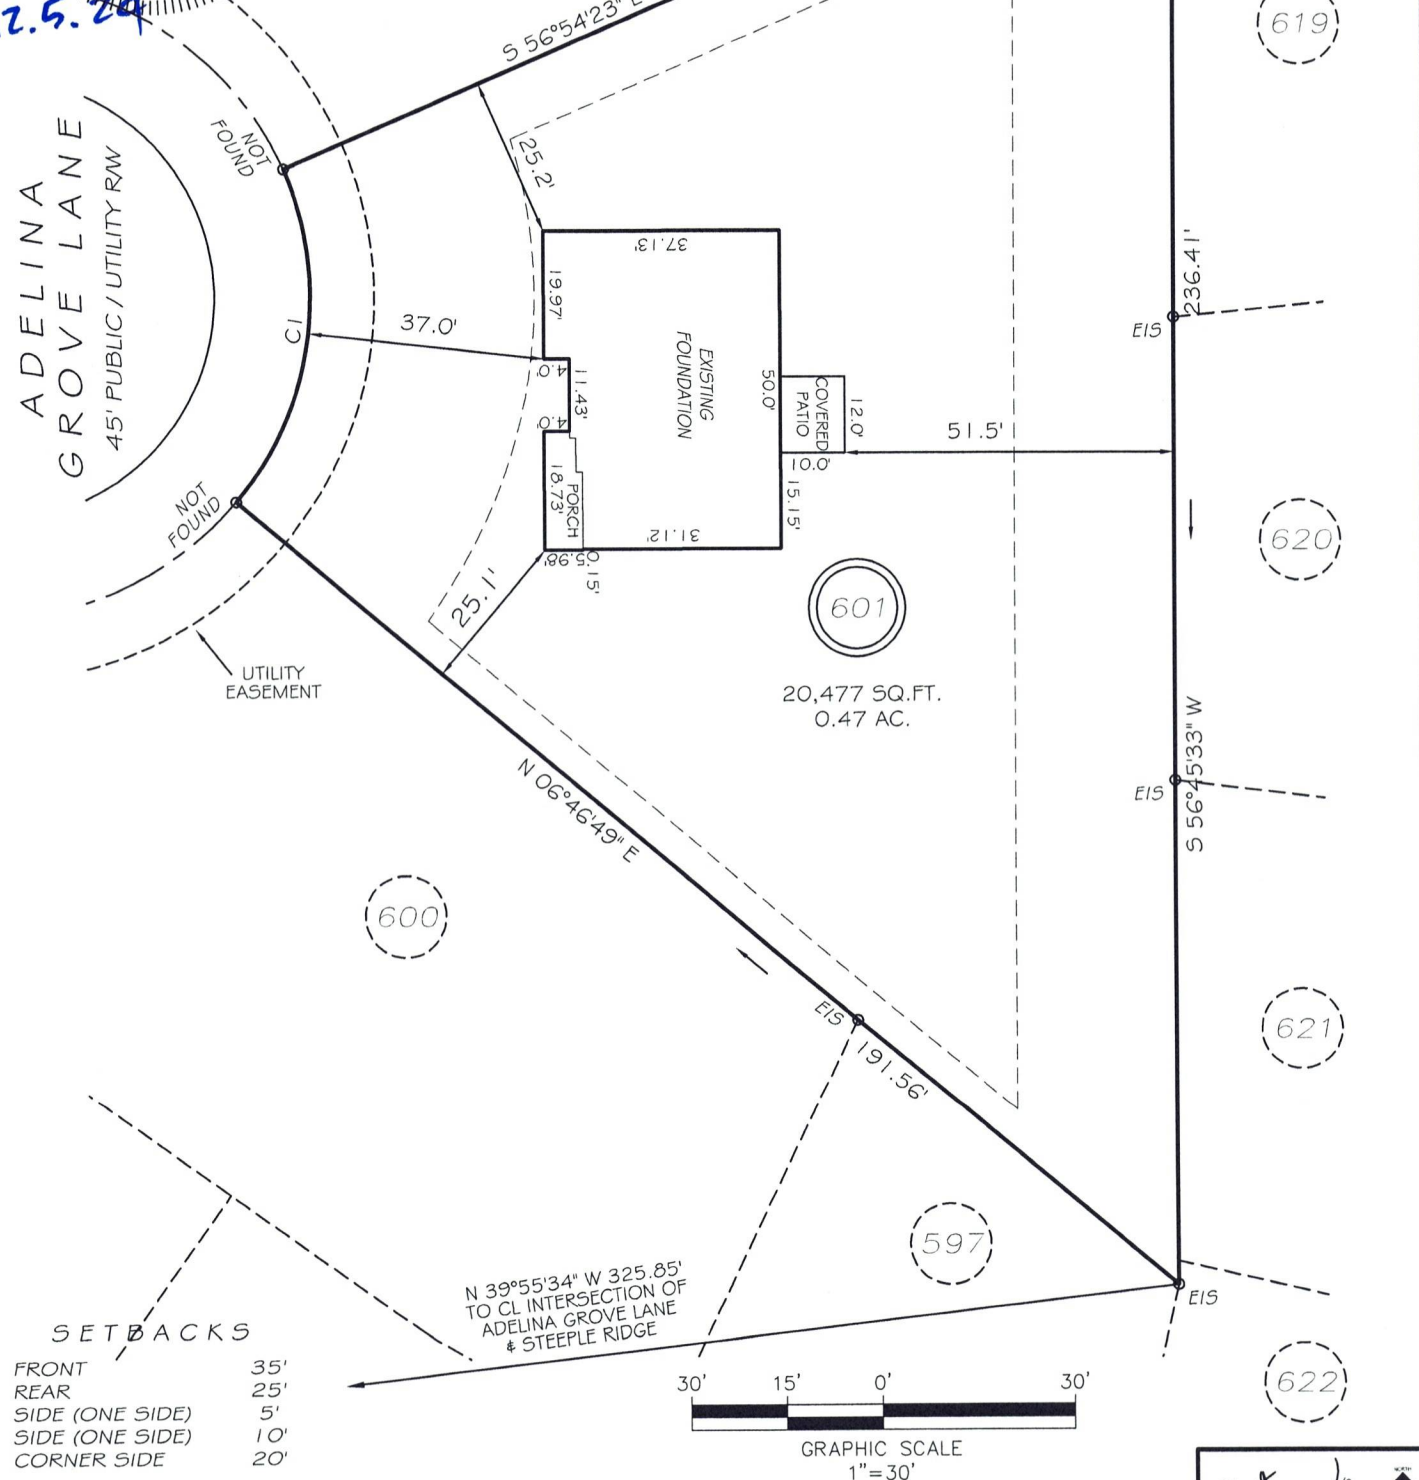 2.5.24
S 56°54'23" E
619
NOT
FOUND
ADELINA
GROVE LANE
45' PUBLIC / UTILITY R/W
25.2'
37.13'
19.97'
236.41'
EIS
C1
37.0'
4.0'
11.43'
EXISTING
FOUNDATION
50.0'
COVERED
PATIO
12.0'
51.5'
4.0'
10.0'
NOT
FOUND
18.73'
PORCH
15.15'
31.12'
5.98'
0.15'
620
25.1'
601
UTILITY
EASEMENT
20,477 SQ.FT.
0.47 AC.
S 56°45'33" W
EIS
N 06°46'49" E
600
EIS
191.56'
621
597
N 39°55'34" W 325.85'
TO CL INTERSECTION OF
ADELINA GROVE LANE
& STEEPLE RIDGE
EIS
SETBACKS
FRONT 35'
REAR 25'
SIDE (ONE SIDE) 5'
SIDE (ONE SIDE) 10'
CORNER SIDE 20'
30' 15' 0' 30'
GRAPHIC SCALE
1"=30'
622
NORTH